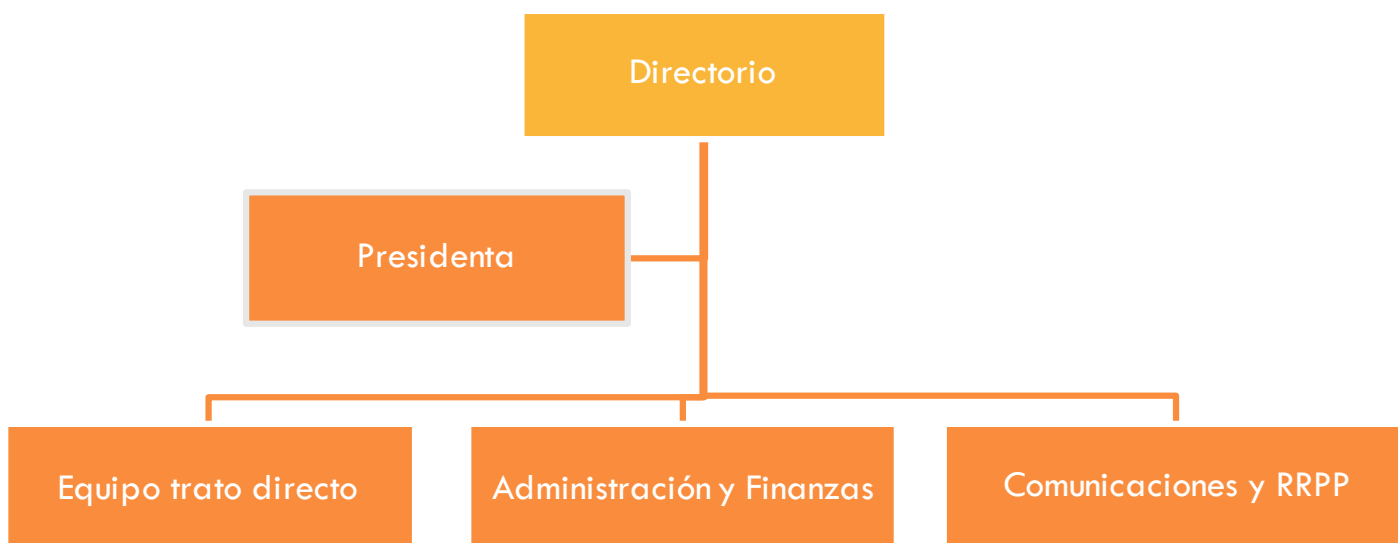 Directorio
Presidenta
Equipo trato directo
Administración y Finanzas
Comunicaciones y RRPP